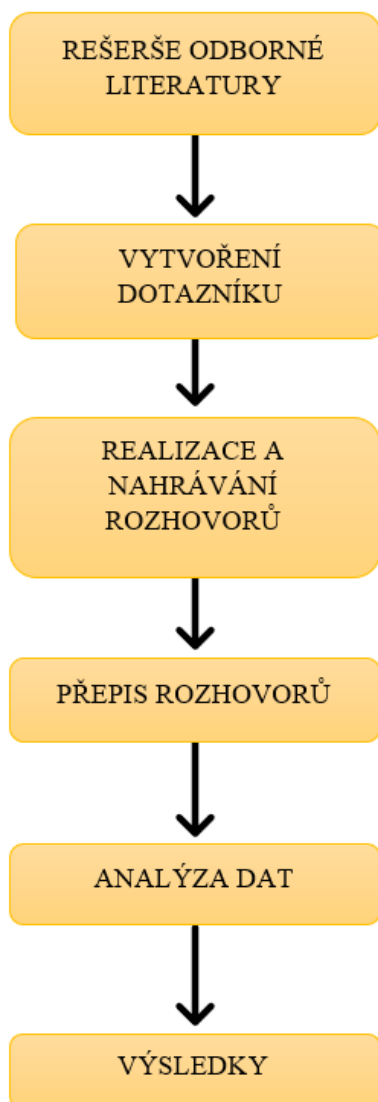 REŠERŠE ODBORNÉ
LITERATURY
VYTVOŘENÍ
DOTAZNÍKU
REALIZACE A
NAHRÁVÁNÍ
ROZHOVORŮ
PŘEPIS ROZHOVORŮ
ANALÝZA DAT
VÝSLEDKY